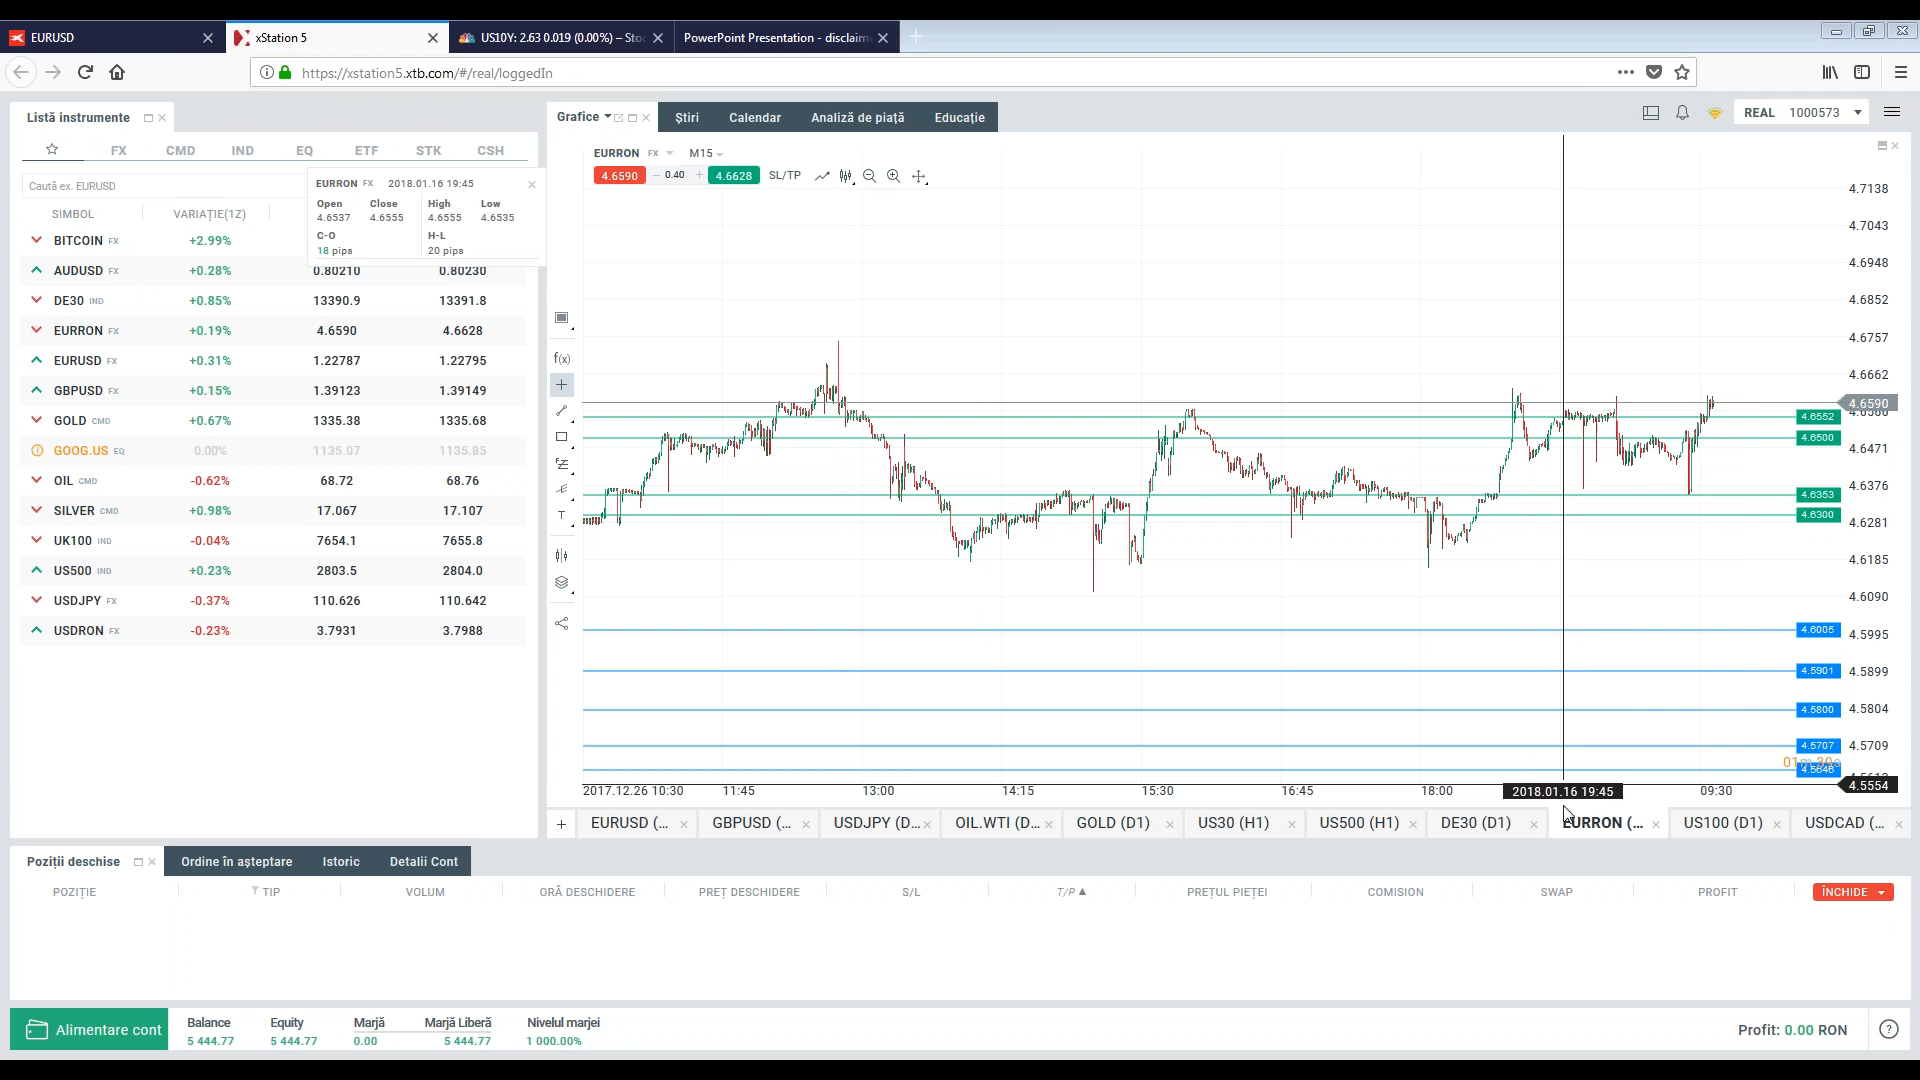 EURUSD
xStation 5
US10Y: 2.63 0.019 (0.00%) – Sto
PowerPoint Presentation - disclaim
https://xstation5.xtb.com/#/real/loggedIn
Listă instrumente
FX CMD IND EQ ETF STK CSH
Caută ex. EURUSD
SIMBOL VARIAȚIE(1Z)
BITCOIN FX +2.99%
AUDUSD FX +0.28% 0.80210 0.80230
DE30 IND +0.85% 13390.9 13391.8
EURRON FX +0.19% 4.6590 4.6628
EURUSD FX +0.31% 1.22787 1.22795
GBPUSD FX +0.15% 1.39123 1.39149
GOLD CMD +0.67% 1335.38 1335.68
GOOG.US EQ 0.00% 1135.07 1135.85
OIL CMD -0.62% 68.72 68.76
SILVER CMD +0.98% 17.067 17.107
UK100 IND -0.04% 7654.1 7655.8
US500 IND +0.23% 2803.5 2804.0
USDJPY FX -0.37% 110.626 110.642
USDRON FX -0.23% 3.7931 3.7988
EURRON FX 2018.01.16 19:45
Open Close High Low
4.6537 4.6555 4.6555 4.6535
C-O H-L
18 pips 20 pips
Grafice Știri Calendar Analiză de piață Educație
REAL 1000573
EURRON FX M15
4.6590 – 0.40 + 4.6628 SL/TP
f(x)
T
4.7138
4.7043
4.6948
4.6852
4.6757
4.6662
4.6590
4.6552
4.6500
4.6471
4.6376
4.6353
4.6300
4.6281
4.6185
4.6090
4.6005
4.5995
4.5901
4.5899
4.5800
4.5804
4.5707
4.5709
4.5646
4.5554
2017.12.26 10:30 11:45 13:00 14:15 15:30 16:45 18:00 2018.01.16 19:45 09:30
+ EURUSD (... GBPUSD (... USDJPY (D... OIL.WTI (D... GOLD (D1) US30 (H1) US500 (H1) DE30 (D1) EURRON (... US100 (D1) USDCAD (...
Poziții deschise Ordine în așteptare Istoric Detalii Cont
POZIȚIE TIP VOLUM ORĂ DESCHIDERE PREȚ DESCHIDERE S/L T/P PREȚUL PIEȚEI COMISION SWAP PROFIT ÎNCHIDE
Alimentare cont
Balance Equity Marjă Marjă Liberă Nivelul marjei
5 444.77 5 444.77 0.00 5 444.77 1 000.00%
Profit: 0.00 RON
?